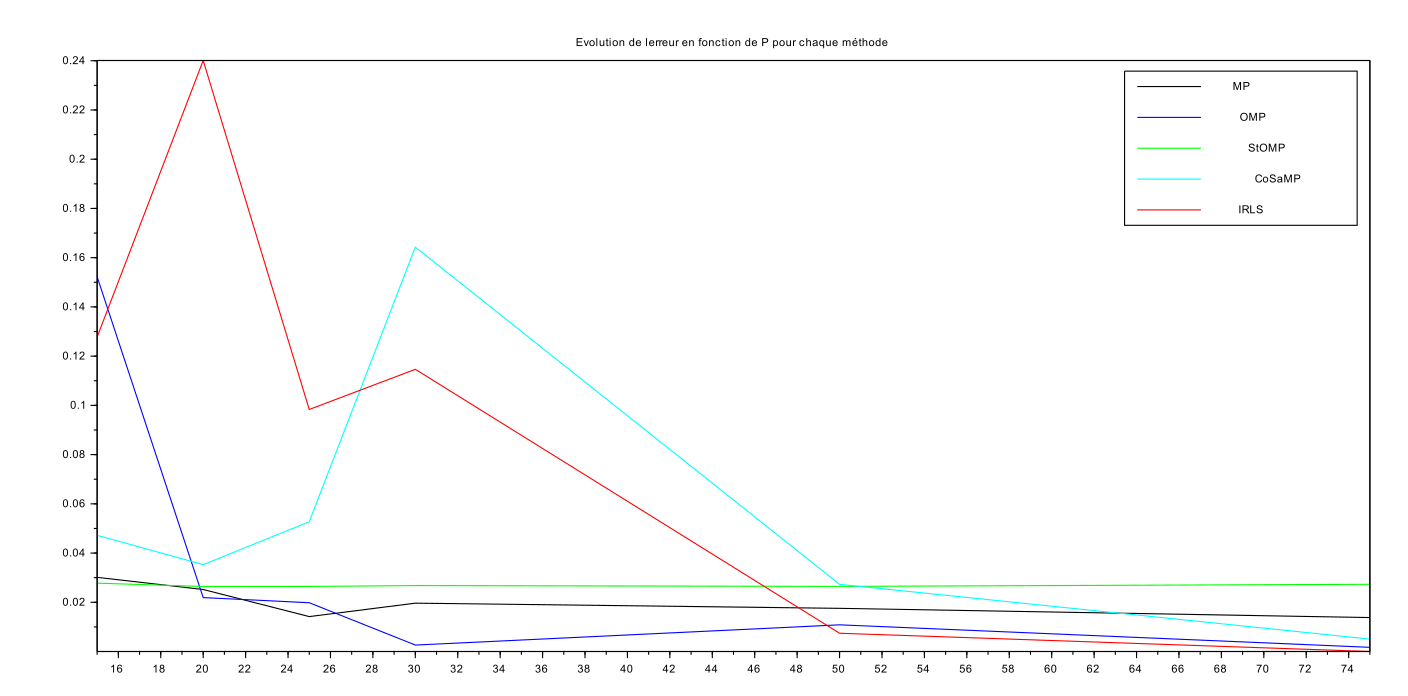 Evolution de lerreur en fonction de P pour chaque méthode
0.24
0.22
0.2
0.18
0.16
0.14
0.12
0.1
0.08
0.06
0.04
0.02
MP
OMP
StOMP
CoSaMP
IRLS
16 18 20 22 24 26 28 30 32 34 36 38 40 42 44 46 48 50 52 54 56 58 60 62 64 66 68 70 72 74